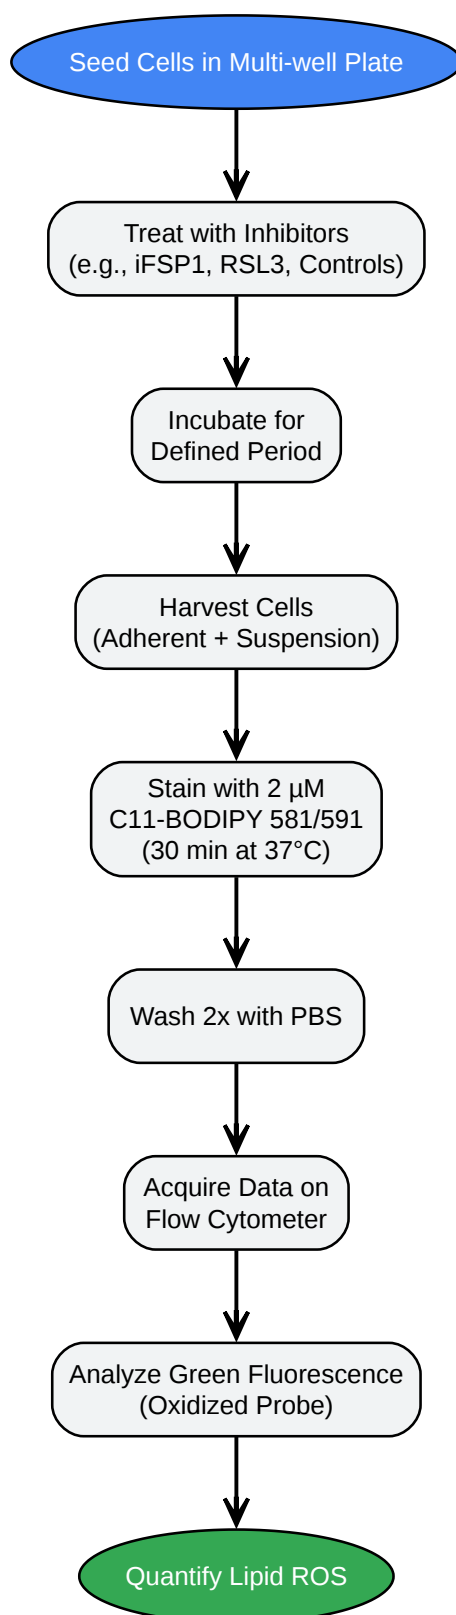 Seed Cells in Multi-well Plate
Treat with Inhibitors
(e.g., iFSP1, RSL3, Controls)
Incubate for
Defined Period
Harvest Cells
(Adherent + Suspension)
Stain with 2 µM
C11-BODIPY 581/591
(30 min at 37°C)
Wash 2x with PBS
Acquire Data on
Flow Cytometer
Analyze Green Fluorescence
(Oxidized Probe)
Quantify Lipid ROS